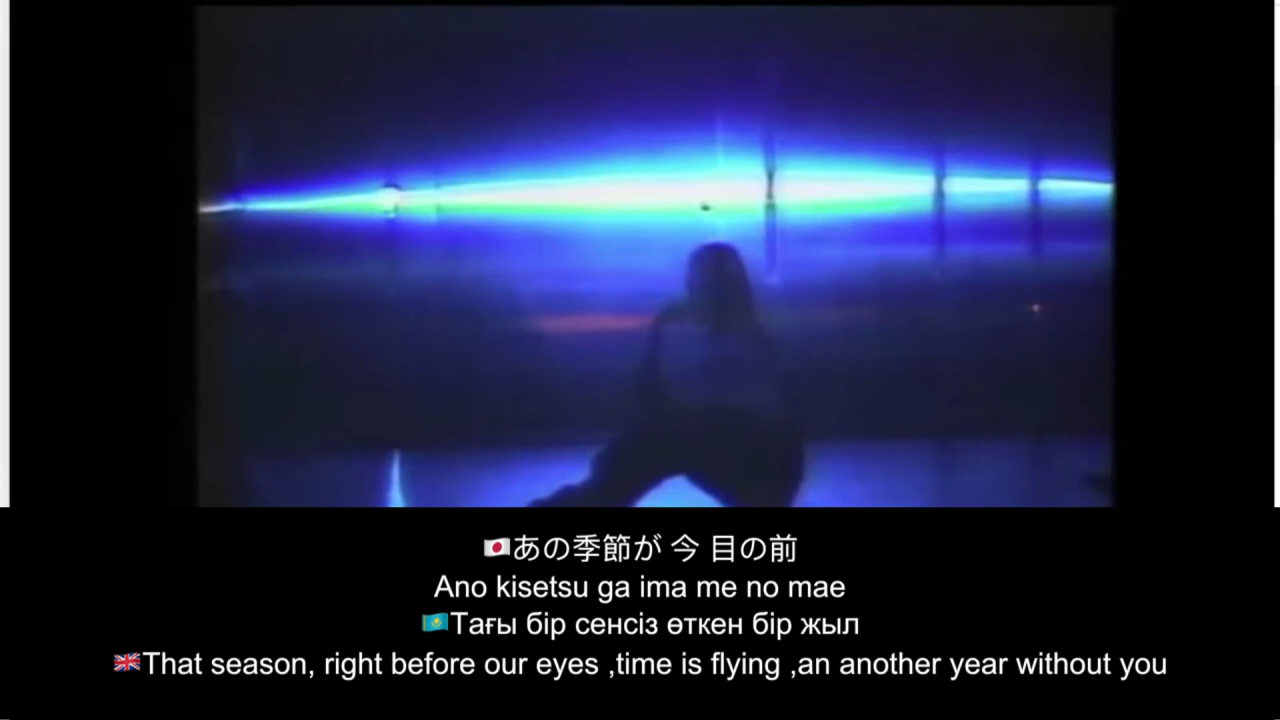 🇯🇵あの季節が 今 目の前
Ano kisetsu ga ima me no mae
🇰🇿Тағы бір сенсіз өткен бір жыл
🇬🇧That season, right before our eyes ,time is flying ,an another year without you